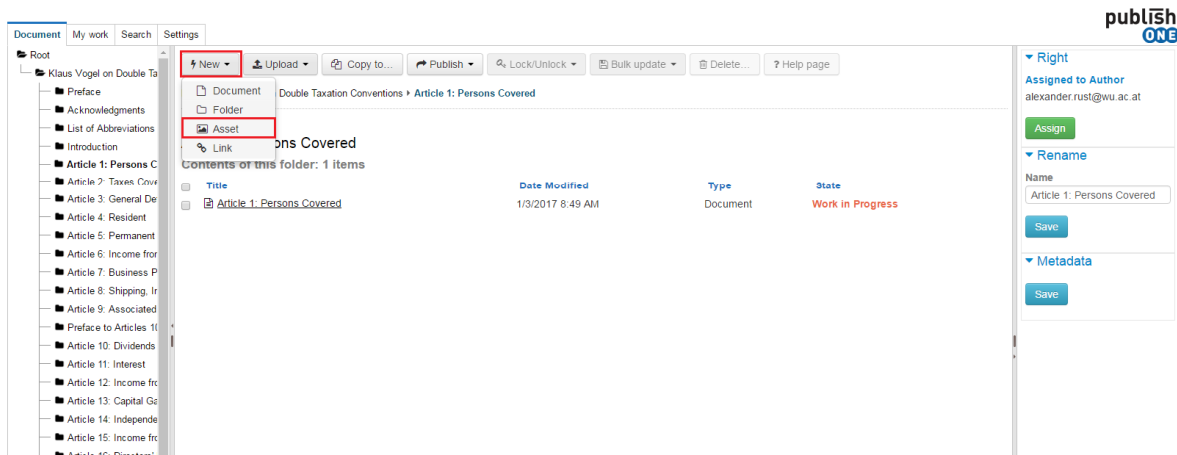 publish
ONE
Document My work Search Settings
Root
Klaus Vogel on Double Ta
Preface
Acknowledgments
List of Abbreviations
Introduction
Article 1: Persons C
Article 2: Taxes Cove
Article 3: General De
Article 4: Resident
Article 5: Permanent
Article 6: Income fror
Article 7: Business P
Article 8: Shipping, Ir
Article 9: Associated
Preface to Articles 1(
Article 10: Dividends
Article 11: Interest
Article 12: Income fro
Article 13: Capital Ga
Article 14: Independe
Article 15: Income fro
New Upload Copy to... Publish Lock/Unlock Bulk update Delete... ? Help page
Document
Folder
Asset
Link
Double Taxation Conventions Article 1: Persons Covered
ons Covered
Contents of this folder: 1 items
Title Date Modified Type State
Article 1: Persons Covered 1/3/2017 8:49 AM Document Work in Progress
Right
Assigned to Author
alexander.rust@wu.ac.at
Assign
Rename
Name
Article 1: Persons Covered
Save
Metadata
Save